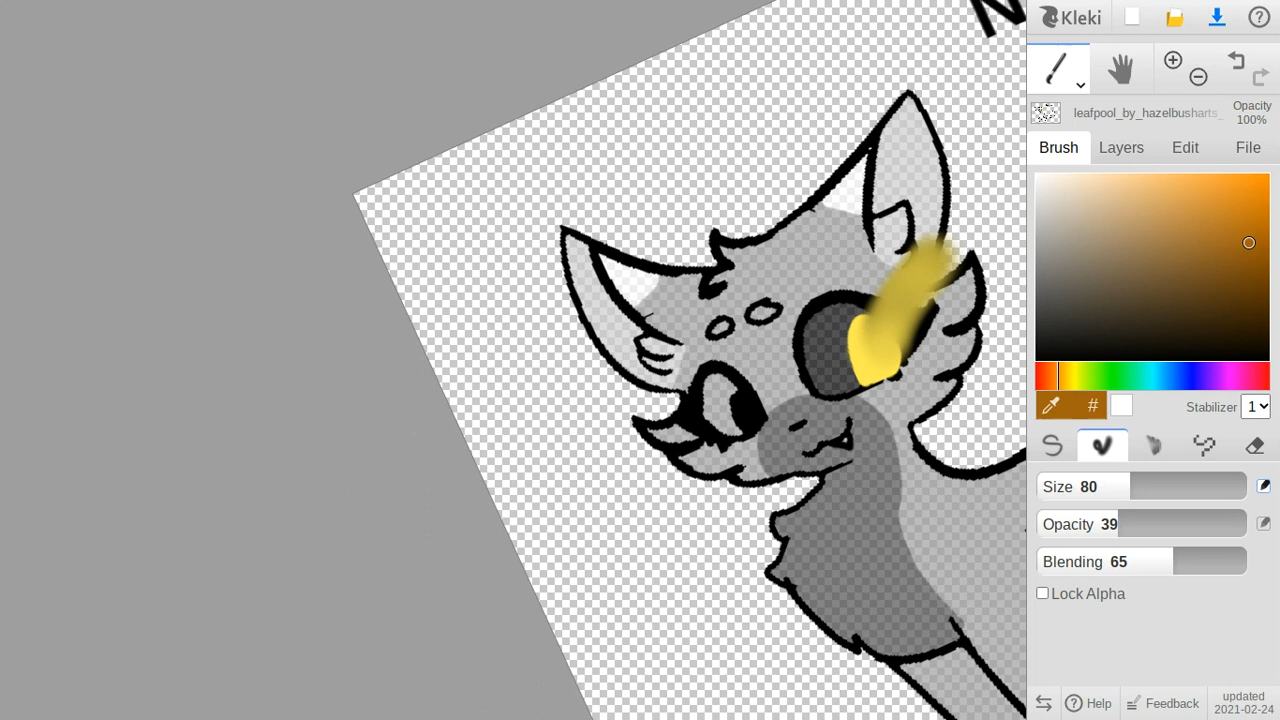 N
Kleki
leafpool_by_hazelbusharts_
Opacity
100%
Brush Layers Edit File
#
Stabilizer 1
Size 80
Opacity 39
Blending 65
Lock Alpha
Help
Feedback
updated
2021-02-24